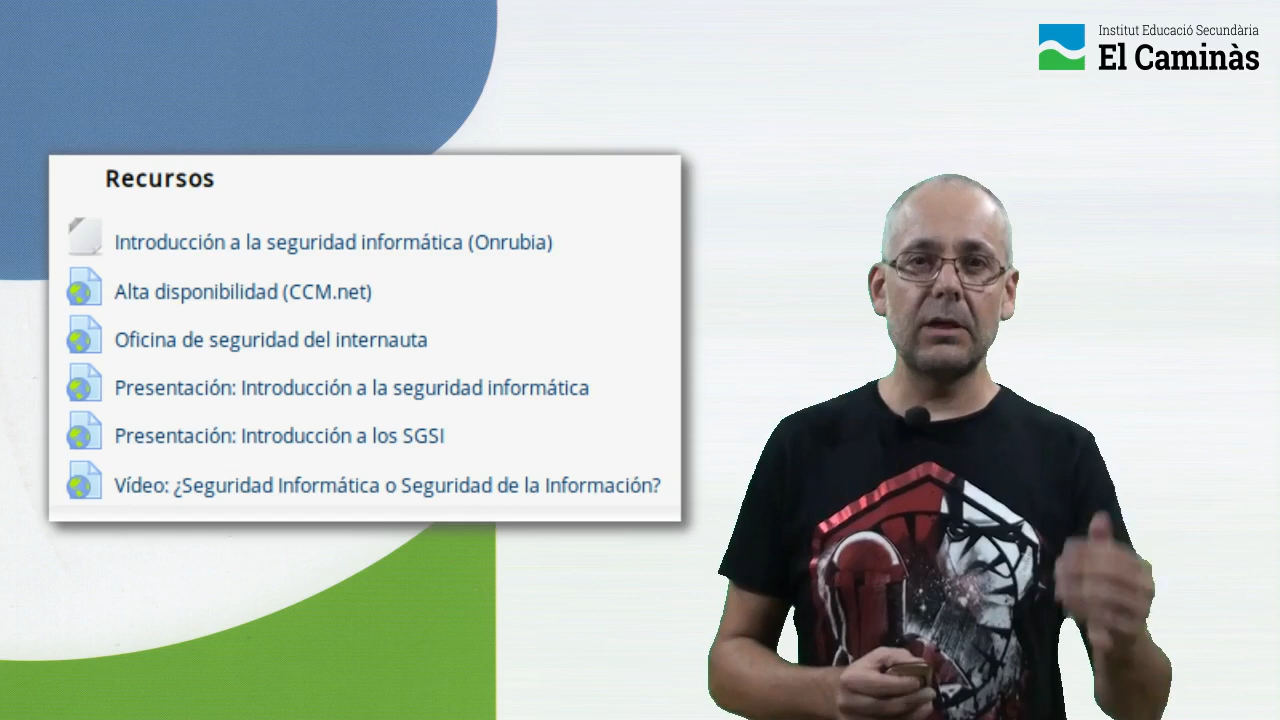 Institut Educació Secundària
El Caminàs
Recursos
Introducción a la seguridad informática (Onrubia)
Alta disponibilidad (CCM.net)
Oficina de seguridad del internauta
Presentación: Introducción a la seguridad informática
Presentación: Introducción a los SGSI
Vídeo: ¿Seguridad Informática o Seguridad de la Información?